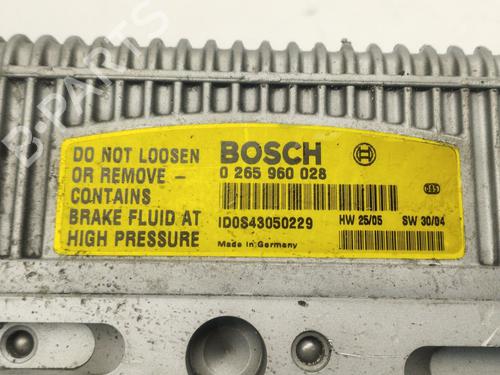 B-PARTS
DO NOT LOOSEN
OR REMOVE -
CONTAINS
BRAKE FLUID AT
HIGH PRESSURE
BOSCH
0 265 960 028
ID0S43050229
HW 25/05
SW 30/04
Made in Germany